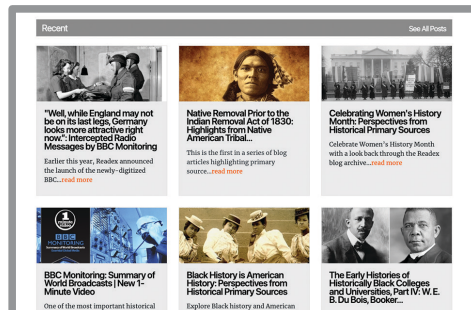 Recent
See All Posts
"Well, while England may not
be on its last legs, Germany
looks more attractive right
now.": Intercepted Radio
Messages by BBC Monitoring
Earlier this year, Readex announced
the launch of the newly-digitized
BBC...read more
Native Removal Prior to the
Indian Removal Act of 1830:
Highlights from Native
American Tribal...
This is the first in a series of blog
articles highlighting primary
source...read more
Celebrating Women's History
Month: Perspectives from
Historical Primary Sources
Celebrate Women's History Month
with a look back through the Readex
blog archive...read more
1
BBC
MONITORING
BBC Monitoring: Summary of
World Broadcasts | New 1-
Minute Video
One of the most important historical
Black History is American
History: Perspectives from
Historical Primary Sources
Explore Black history and American
The Early Histories of
Historically Black Colleges
and Universities, Part IV: W. E.
B. Du Bois, Booker...